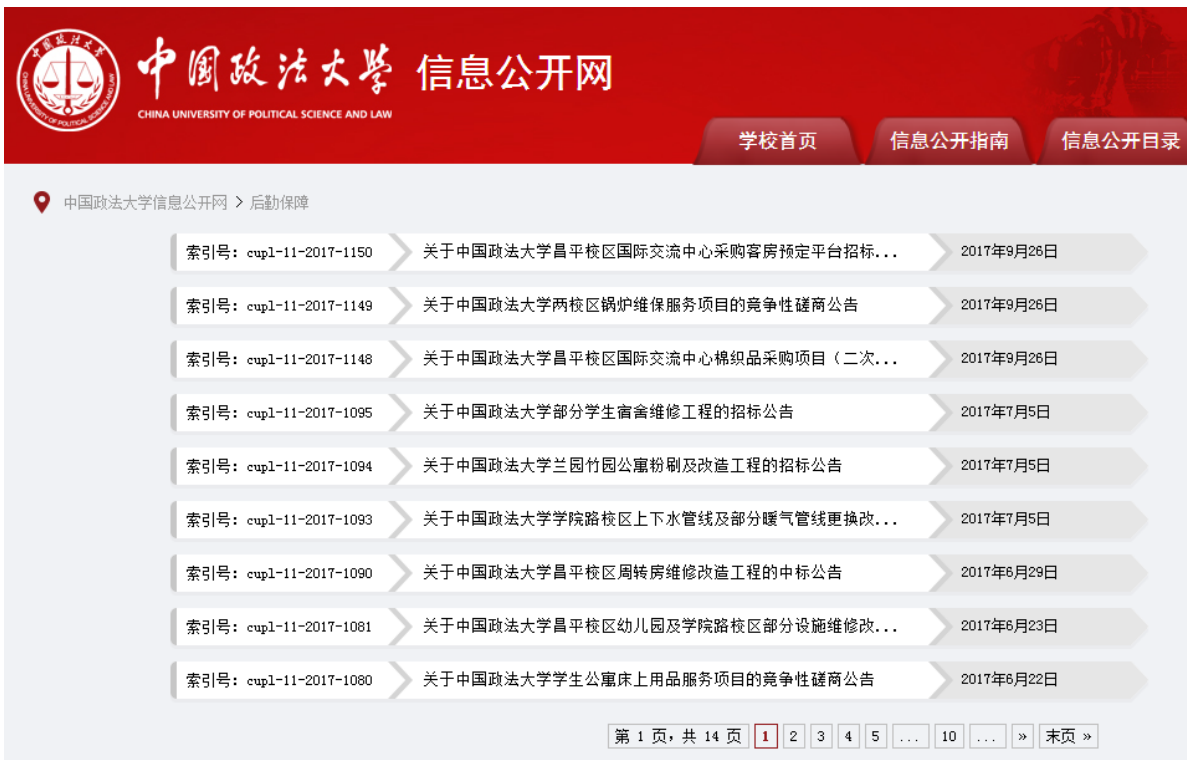 中国政法大学 信息公开网
CHINA UNIVERSITY OF POLITICAL SCIENCE AND LAW
学校首页 信息公开指南 信息公开目录
中国政法大学信息公开网 > 后勤保障
索引号：cupl-11-2017-1150 关于中国政法大学昌平校区国际交流中心采购客房预定平台招标... 2017年9月26日
索引号：cupl-11-2017-1149 关于中国政法大学两校区锅炉维保服务项目的竞争性磋商公告 2017年9月26日
索引号：cupl-11-2017-1148 关于中国政法大学昌平校区国际交流中心棉织品采购项目（二次... 2017年9月26日
索引号：cupl-11-2017-1095 关于中国政法大学部分学生宿舍维修工程的招标公告 2017年7月5日
索引号：cupl-11-2017-1094 关于中国政法大学兰园竹园公寓粉刷及改造工程的招标公告 2017年7月5日
索引号：cupl-11-2017-1093 关于中国政法大学学院路校区上下水管线及部分暖气管线更换改... 2017年7月5日
索引号：cupl-11-2017-1090 关于中国政法大学昌平校区周转房维修改造工程的中标公告 2017年6月29日
索引号：cupl-11-2017-1081 关于中国政法大学昌平校区幼儿园及学院路校区部分设施维修改... 2017年6月23日
索引号：cupl-11-2017-1080 关于中国政法大学学生公寓床上用品服务项目的竞争性磋商公告 2017年6月22日
第 1 页，共 14 页 1 2 3 4 5 ... 10 ... » 末页 »